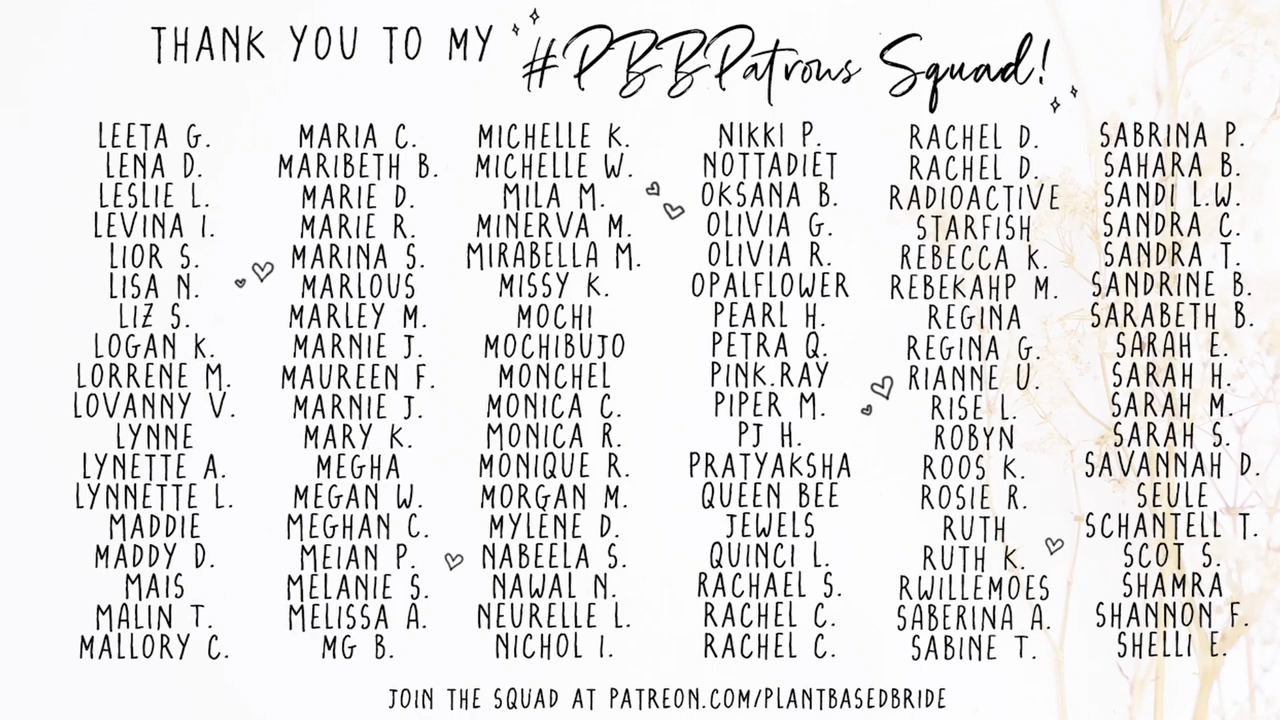 THANK YOU TO MY #PBBPatrons Squad!
LEETA G.
LENA D.
LESLIE L.
LEVINA I.
LIOR S.
LISA N.
LIZ S.
LOGAN K.
LORRENE M.
LOVANNY V.
LYNNE
LYNETTE A.
LYNNETTE L.
MADDIE
MADDY D.
MAIS
MALIN T.
MALLORY C.
MARIA C.
MARIBETH B.
MARIE D.
MARIE R.
MARINA S.
MARLOUS
MARLEY M.
MARNIE J.
MAUREEN F.
MARNIE J.
MARY K.
MEGHA
MEGAN W.
MEGHAN C.
MEIAN P.
MELANIE S.
MELISSA A.
MG B.
MICHELLE K.
MICHELLE W.
MILA M.
MINERVA M.
MIRABELLA M.
MISSY K.
MOCHI
MOCHIBUJO
MONCHEL
MONICA C.
MONICA R.
MONIQUE R.
MORGAN M.
MYLENE D.
NABEELA S.
NAWAL N.
NEURELLE L.
NICHOL I.
NIKKI P.
NOTTADIET
OKSANA B.
OLIVIA G.
OLIVIA R.
OPALFLOWER
PEARL H.
PETRA Q.
PINK.RAY
PIPER M.
PJ H.
PRATYAKSHA
QUEEN BEE
JEWELS
QUINCI L.
RACHAEL S.
RACHEL C.
RACHEL C.
RACHEL D.
RACHEL D.
RADIOACTIVE
STARFISH
REBECCA K.
REBEKAHP M.
REGINA
REGINA G.
RIANNE U.
RISE L.
ROBYN
ROOS K.
ROSIE R.
RUTH
RUTH K.
RWILLEMOES
SABERINA A.
SABINE T.
SABRINA P.
SAHARA B.
SANDI L.W.
SANDRA C.
SANDRA T.
SANDRINE B.
SARABETH B.
SARAH E.
SARAH H.
SARAH M.
SARAH S.
SAVANNAH D.
SEULE
SCHANTELL T.
SCOT S.
SHAMRA
SHANNON F.
SHELLI E.
JOIN THE SQUAD AT PATREON.COM/PLANTBASEDBRIDE